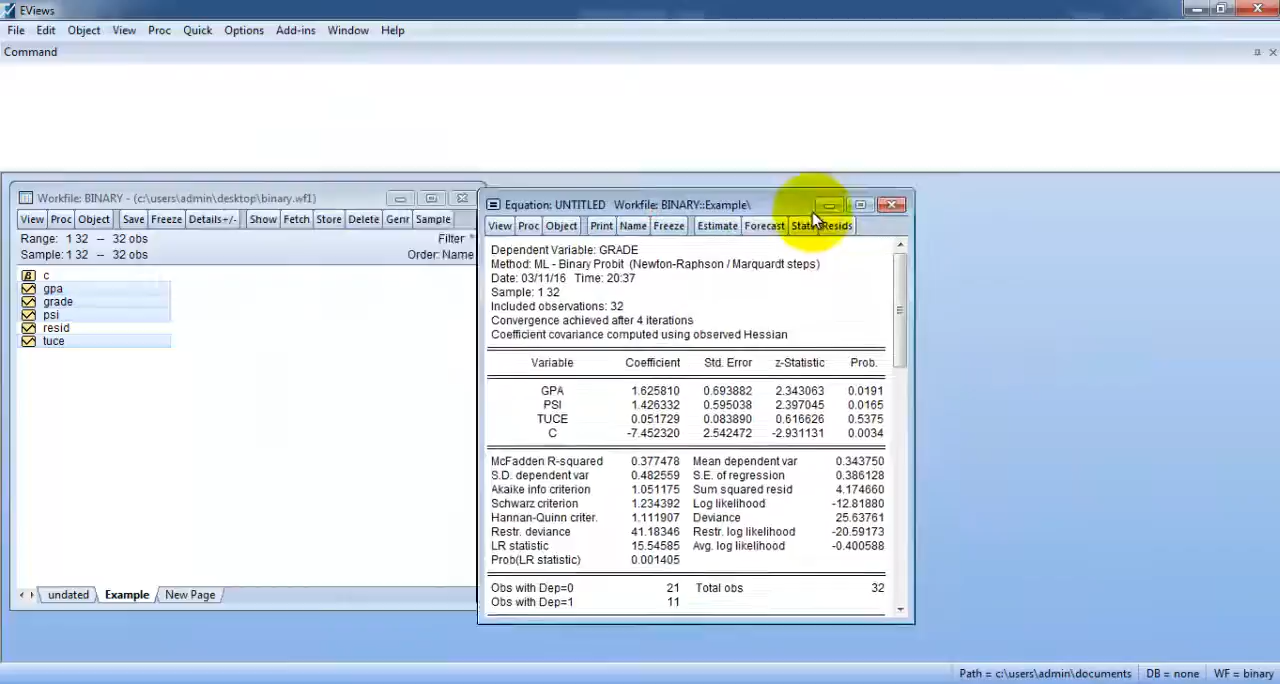 EViews
File Edit Object View Proc Quick Options Add-ins Window Help
Command
Workfile: BINARY - (c:\users\admin\desktop\binary.wf1)
View Proc Object Save Freeze Details+/- Show Fetch Store Delete Genr Sample
Range: 1 32 -- 32 obs Filter *
Sample: 1 32 -- 32 obs Order: Name
c
gpa
grade
psi
resid
tuce
undated Example New Page
Equation: UNTITLED Workfile: BINARY::Example\
View Proc Object Print Name Freeze Estimate Forecast Stats Resids
Dependent Variable: GRADE
Method: ML - Binary Probit (Newton-Raphson / Marquardt steps)
Date: 03/11/16 Time: 20:37
Sample: 1 32
Included observations: 32
Convergence achieved after 4 iterations
Coefficient covariance computed using observed Hessian
Variable Coefficient Std. Error z-Statistic Prob.
GPA 1.625810 0.693882 2.343063 0.0191
PSI 1.426332 0.595038 2.397045 0.0165
TUCE 0.051729 0.083890 0.616626 0.5375
C -7.452320 2.542472 -2.931131 0.0034
McFadden R-squared 0.377478 Mean dependent var 0.343750
S.D. dependent var 0.482559 S.E. of regression 0.386128
Akaike info criterion 1.051175 Sum squared resid 4.174660
Schwarz criterion 1.234392 Log likelihood -12.81880
Hannan-Quinn criter. 1.111907 Deviance 25.63761
Restr. deviance 41.18346 Restr. log likelihood -20.59173
LR statistic 15.54585 Avg. log likelihood -0.400588
Prob(LR statistic) 0.001405
Obs with Dep=0 21 Total obs 32
Obs with Dep=1 11
Path = c:\users\admin\documents DB = none WF = binary